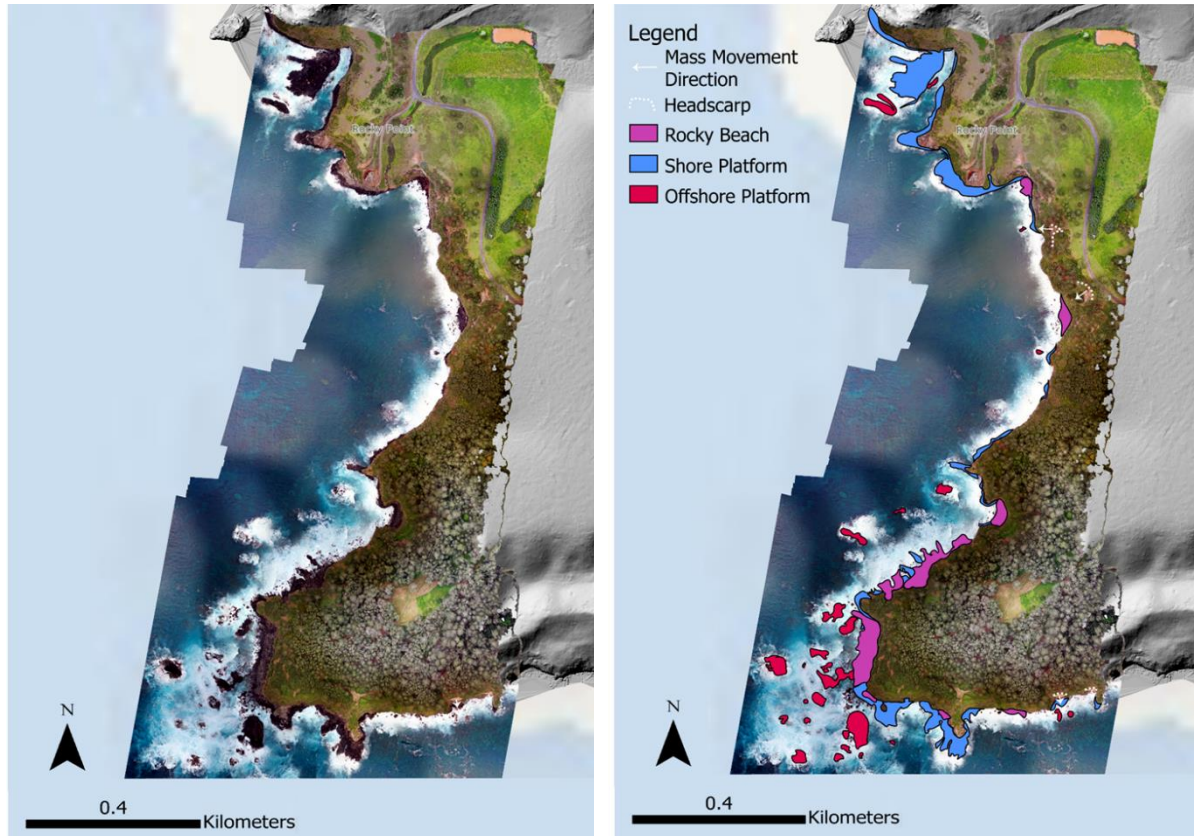 Rocky Point
N
0.4
Kilometers
Legend
Mass Movement
Direction
Headscarp
Rocky Beach
Shore Platform
Offshore Platform
Rocky Point
N
0.4
Kilometers